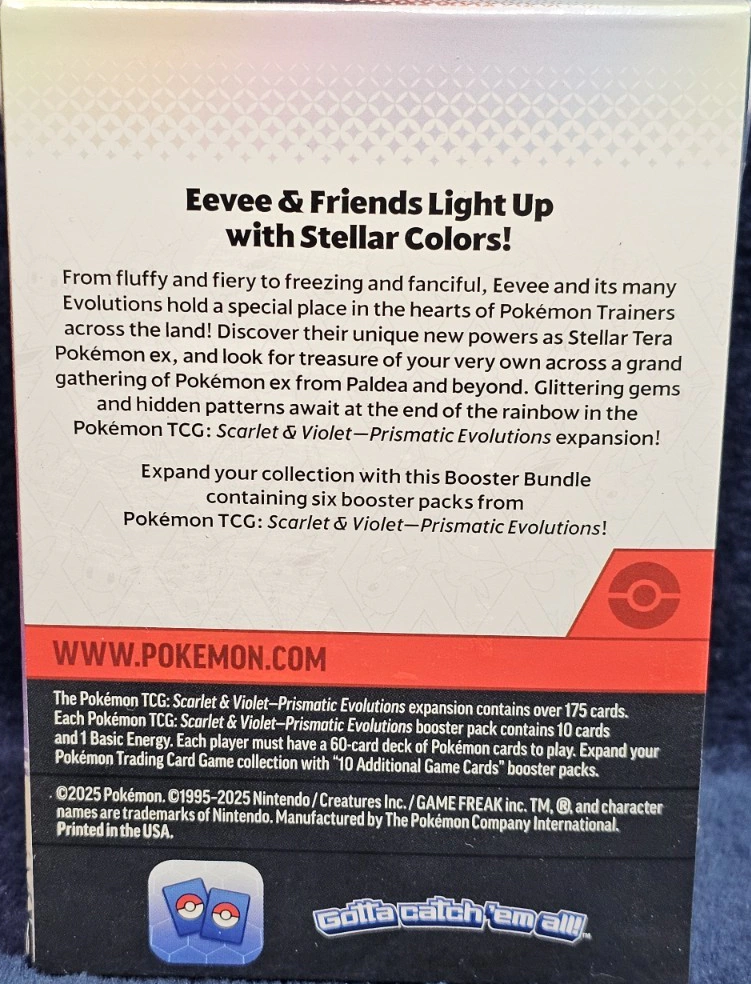 Eevee & Friends Light Up
with Stellar Colors!
From fluffy and fiery to freezing and fanciful, Eevee and its many
Evolutions hold a special place in the hearts of Pokémon Trainers
across the land! Discover their unique new powers as Stellar Tera
Pokémon ex, and look for treasure of your very own across a grand
gathering of Pokémon ex from Paldea and beyond. Glittering gems
and hidden patterns await at the end of the rainbow in the
Pokémon TCG: Scarlet & Violet—Prismatic Evolutions expansion!
Expand your collection with this Booster Bundle
containing six booster packs from
Pokémon TCG: Scarlet & Violet—Prismatic Evolutions!
WWW.POKEMON.COM
The Pokémon TCG: Scarlet & Violet—Prismatic Evolutions expansion contains over 175 cards.
Each Pokémon TCG: Scarlet & Violet—Prismatic Evolutions booster pack contains 10 cards
and 1 Basic Energy. Each player must have a 60-card deck of Pokémon cards to play. Expand your
Pokémon Trading Card Game collection with “10 Additional Game Cards” booster packs.
©2025 Pokémon. ©1995–2025 Nintendo / Creatures Inc. / GAME FREAK inc. TM, ®, and character
names are trademarks of Nintendo. Manufactured by The Pokémon Company International.
Printed in the USA.
Gotta catch 'em all!™